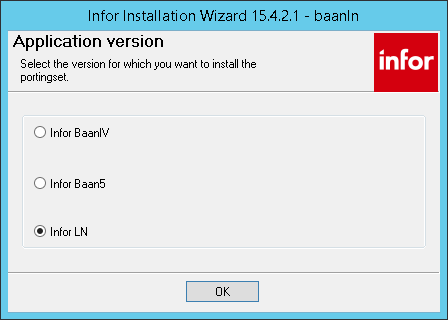 Infor Installation Wizard 15.4.2.1 - baanln
Application version
Select the version for which you want to install the
portingset.
infor
Infor BaanIV
Infor Baan5
Infor LN
OK